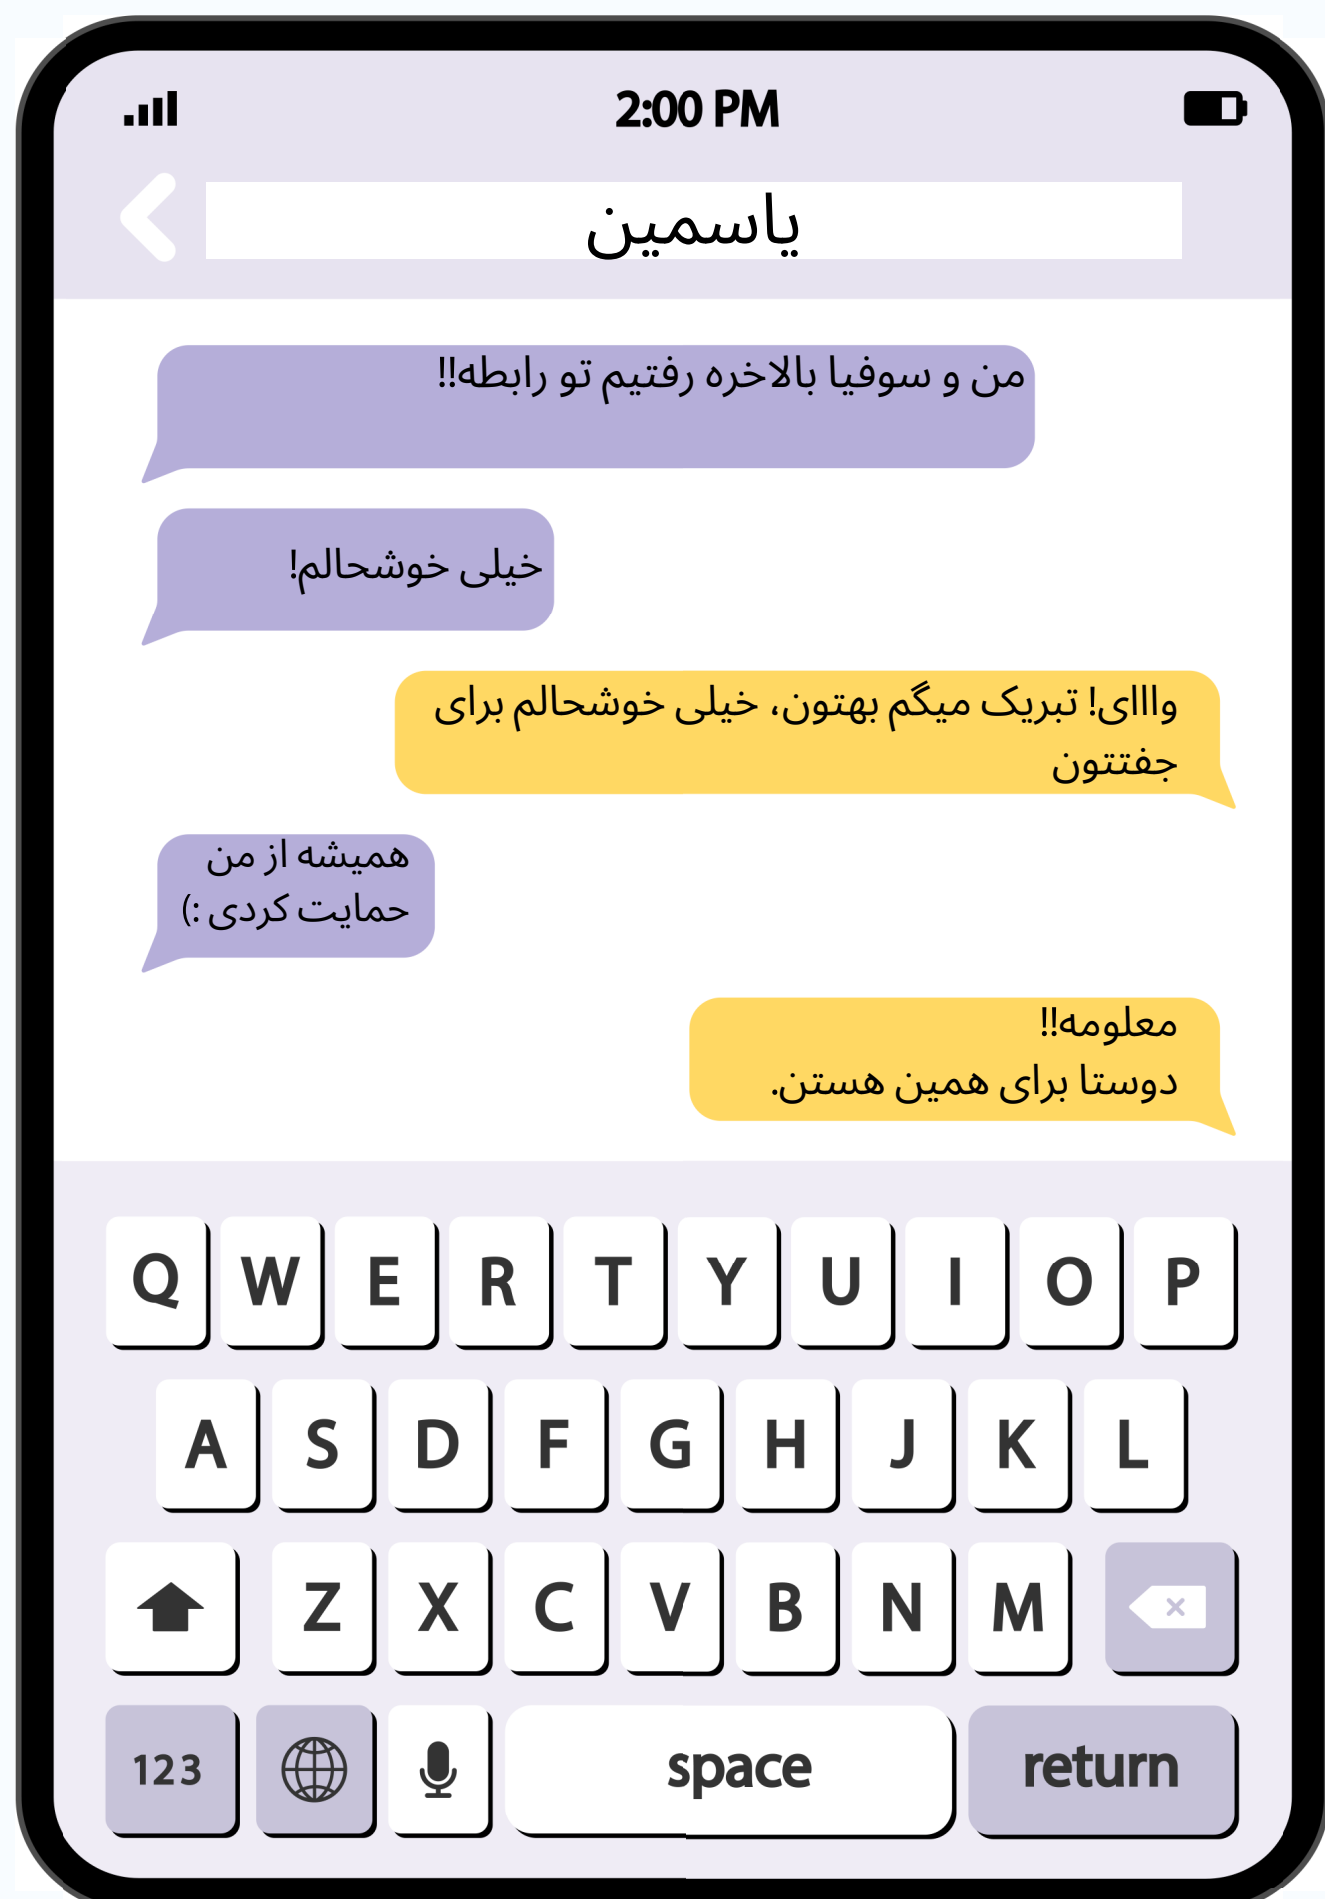 2:00 PM
یاسمین
من و سوفیا بالاخره رفتیم تو رابطه!!
خیلی خوشحالم!
وااای! تبریک میگم بهتون، خیلی خوشحالم برای
جفتتون
همیشه از من
حمایت کردی :)
معلومه!!
دوستا برای همین هستن.
Q W E R T Y U I O P
A S D F G H J K L
Z X C V B N M
123 space return